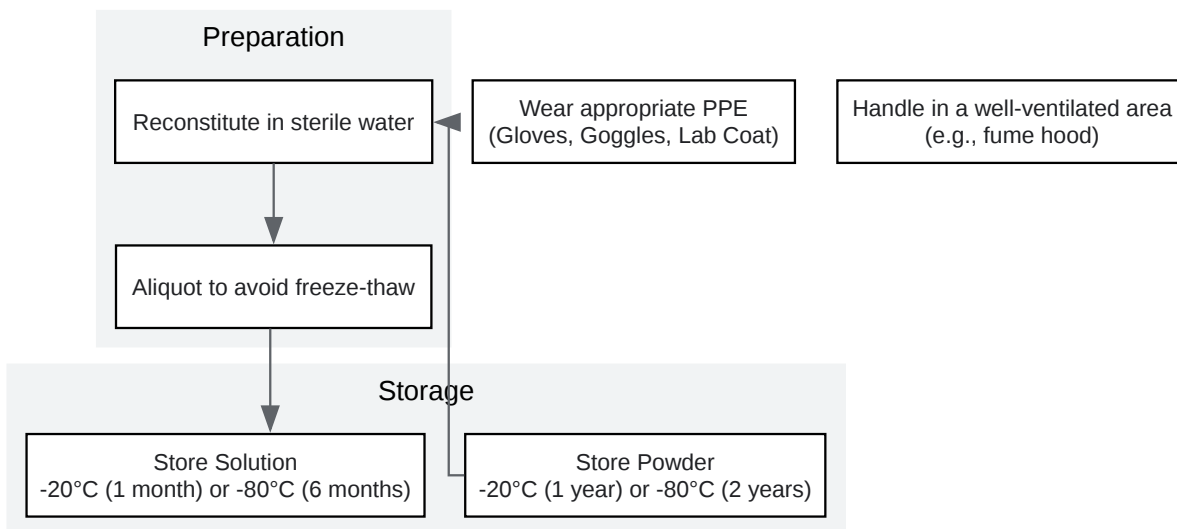 Preparation
Reconstitute in sterile water
Wear appropriate PPE
(Gloves, Goggles, Lab Coat)
Handle in a well-ventilated area
(e.g., fume hood)
Aliquot to avoid freeze-thaw
Storage
Store Solution
-20°C (1 month) or -80°C (6 months)
Store Powder
-20°C (1 year) or -80°C (2 years)